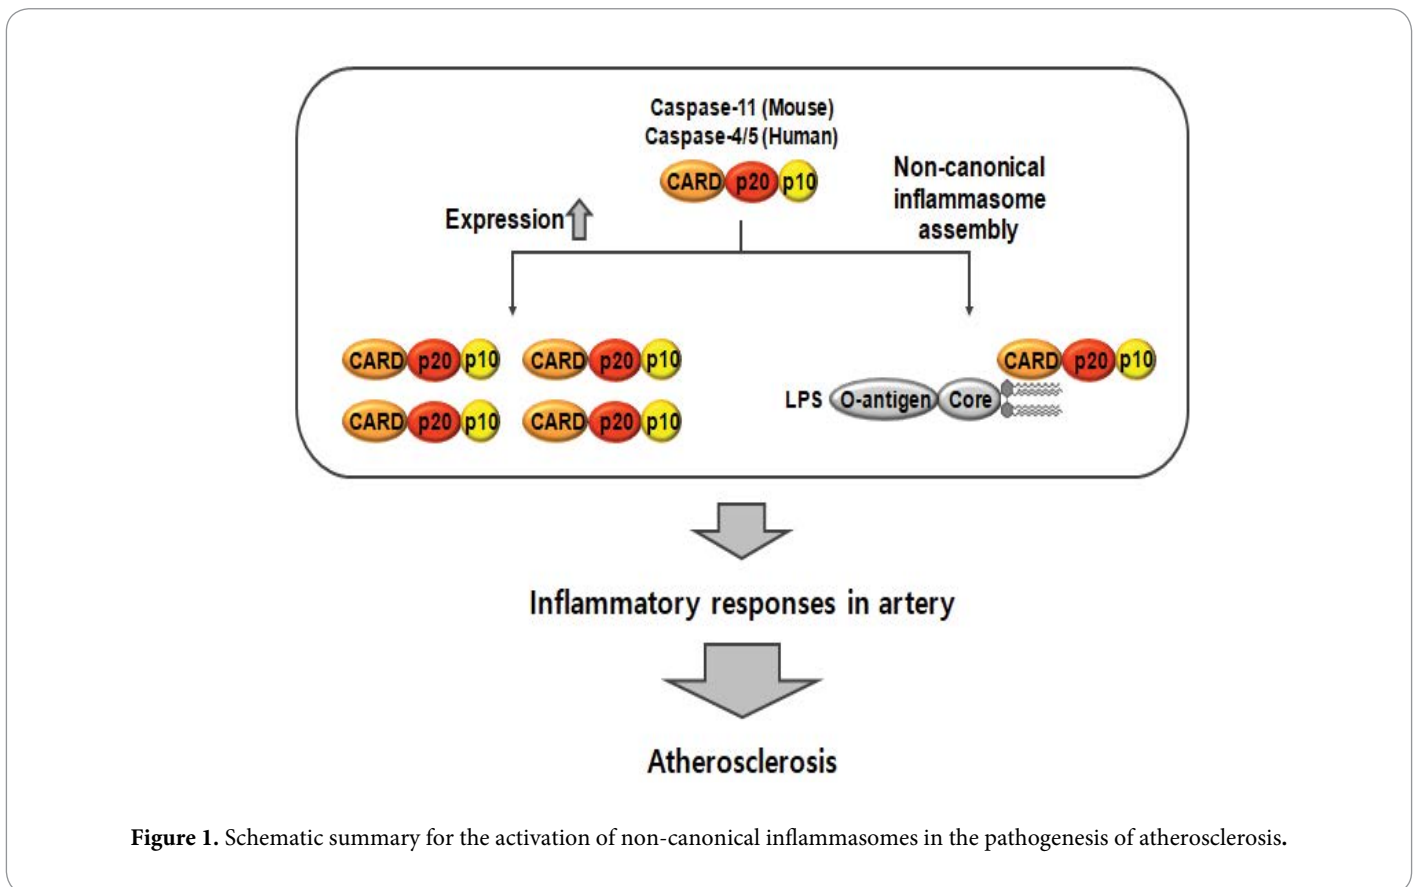 Caspase-11 (Mouse)
Caspase-4/5 (Human)
CARD p20 p10
Non-canonical
inflammasome
assembly
Expression
CARD p20 p10 CARD p20 p10
CARD p20 p10 CARD p20 p10
CARD p20 p10
LPS O-antigen Core
Inflammatory responses in artery
Atherosclerosis
Figure 1. Schematic summary for the activation of non-canonical inflammasomes in the pathogenesis of atherosclerosis.